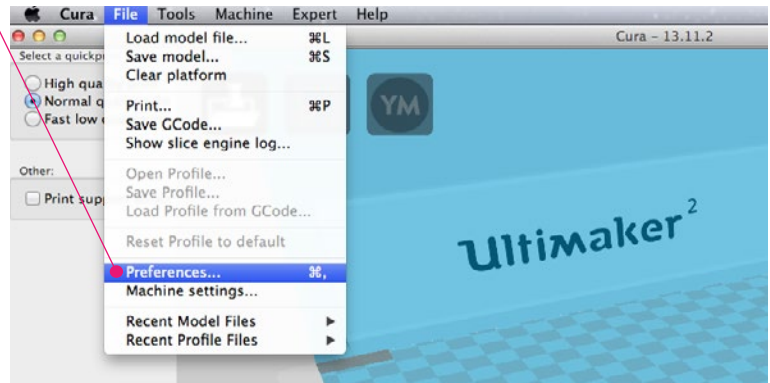 Cura File Tools Machine Expert Help
Cura – 13.11.2
Select a quickp
High qua
Normal q
Fast low
Other:
Print supp
Load model file... ⌘L
Save model... ⌘S
Clear platform
Print... ⌘P
Save GCode...
Show slice engine log...
Open Profile...
Save Profile...
Load Profile from GCode...
Reset Profile to default
Preferences... ⌘,
Machine settings...
Recent Model Files ▶
Recent Profile Files ▶
YM
Ultimaker²